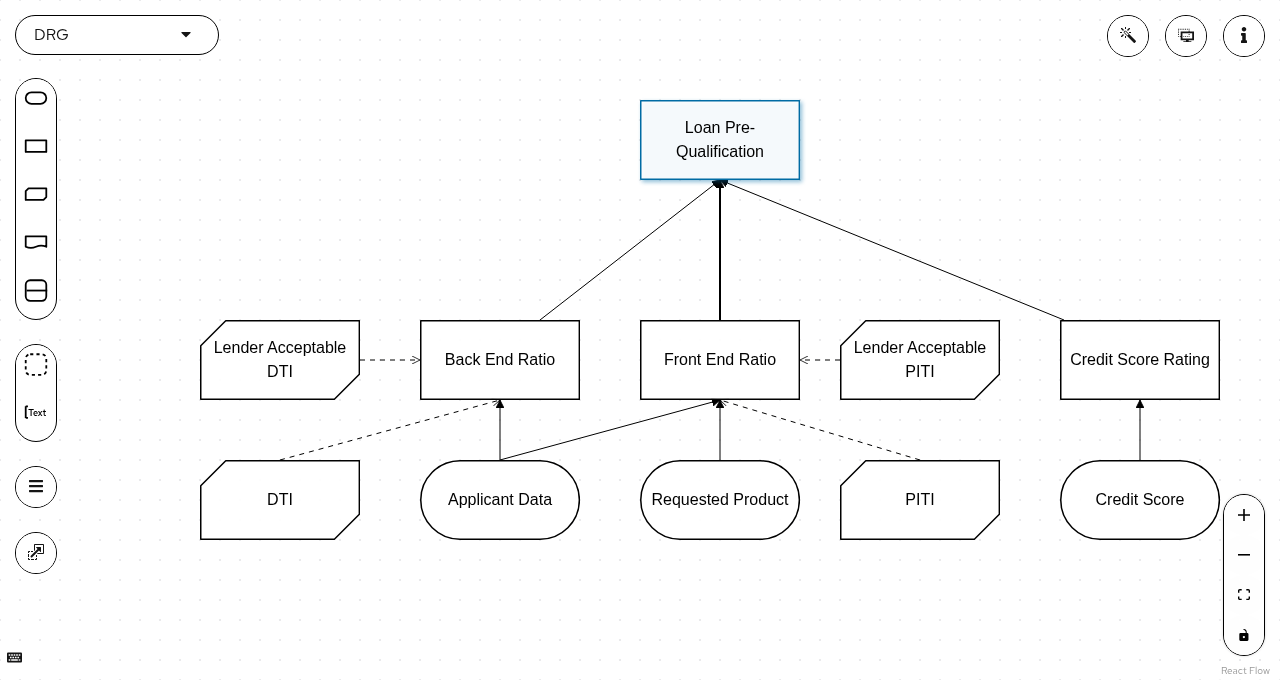 DRG
Loan Pre-
Qualification
Lender Acceptable
DTI
Back End Ratio
Front End Ratio
Lender Acceptable
PITI
Credit Score Rating
Text
DTI
Applicant Data
Requested Product
PITI
Credit Score
React Flow